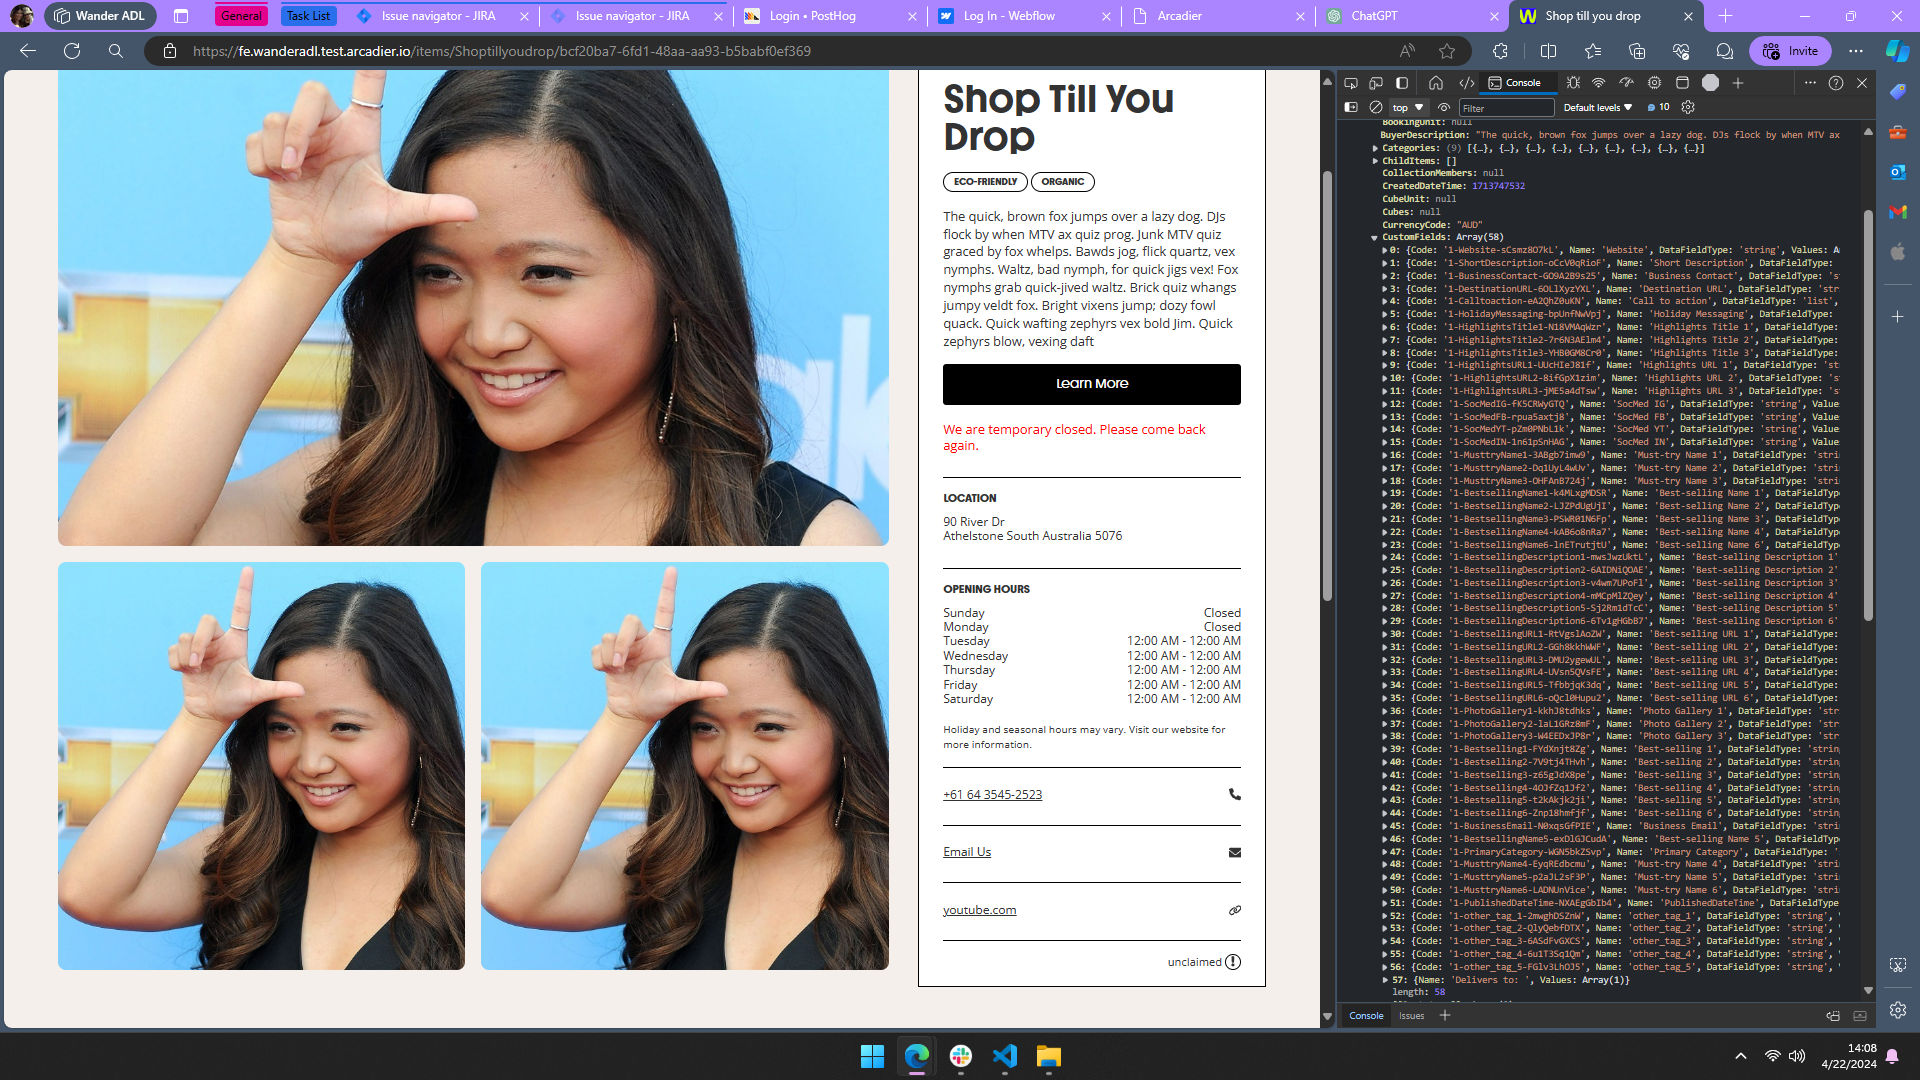 Wander ADL
General
Task List
Issue navigator - JIRA
Issue navigator - JIRA
Login • PostHog
Log In - Webflow
Arcadier
ChatGPT
Shop till you drop
https://fe.wanderadl.test.arcadier.io/items/Shoptillyoudrop/bcf20ba7-6fd1-48aa-aa93-b5babf0ef369
Invite
Shop Till You
Drop
ECO-FRIENDLY
ORGANIC
The quick, brown fox jumps over a lazy dog. DJs
flock by when MTV ax quiz prog. Junk MTV quiz
graced by fox whelps. Bawds jog, flick quartz, vex
nymphs. Waltz, bad nymph, for quick jigs vex! Fox
nymphs grab quick-jived waltz. Brick quiz whangs
jumpy veldt fox. Bright vixens jump; dozy fowl
quack. Quick wafting zephyrs vex bold Jim. Quick
zephyrs blow, vexing daft
Learn More
We are temporary closed. Please come back
again.
LOCATION
90 River Dr
Athelstone South Australia 5076
OPENING HOURS
Sunday Closed
Monday Closed
Tuesday 12:00 AM - 12:00 AM
Wednesday 12:00 AM - 12:00 AM
Thursday 12:00 AM - 12:00 AM
Friday 12:00 AM - 12:00 AM
Saturday 12:00 AM - 12:00 AM
Holiday and seasonal hours may vary. Visit our website for
more information.
+61 64 3545-2523
Email Us
youtube.com
unclaimed
Console
top
Filter
Default levels
10
BookingUnit: null
BuyerDescription: "The quick, brown fox jumps over a lazy dog. DJs flock by when MTV ax
Categories: (9) [{…}, {…}, {…}, {…}, {…}, {…}, {…}, {…}, {…}]
ChildItems: []
CollectionMembers: null
CreatedDateTime: 1713747532
CubeUnit: null
Cubes: null
CurrencyCode: "AUD"
CustomFields: Array(58)
0: {Code: '1-Website-sCsmz8O7kL', Name: 'Website', DataFieldType: 'string', Values: A
1: {Code: '1-ShortDescription-oCcV0qRioF', Name: 'Short Description', DataFieldType:
2: {Code: '1-BusinessContact-GO9A2B9s25', Name: 'Business Contact', DataFieldType: 's
3: {Code: '1-DestinationURL-6OLlXyzYXL', Name: 'Destination URL', DataFieldType: 'str
4: {Code: '1-Calltoaction-eA2QhZ0uKN', Name: 'Call to action', DataFieldType: 'list',
5: {Code: '1-HolidayMessaging-bpUnfNwVpj', Name: 'Holiday Messaging', DataFieldType:
6: {Code: '1-HighlightsTitle1-N18VMAqWzr', Name: 'Highlights Title 1', DataFieldType:
7: {Code: '1-HighlightsTitle2-7r6N3AElm4', Name: 'Highlights Title 2', DataFieldType:
8: {Code: '1-HighlightsTitle3-YHB0GM8Cr0', Name: 'Highlights Title 3', DataFieldType:
9: {Code: '1-HighlightsURL1-UUcHIeJ81f', Name: 'Highlights URL 1', DataFieldType: 'st
10: {Code: '1-HighlightsURL2-8ifGpX1zim', Name: 'Highlights URL 2', DataFieldType: 's
11: {Code: '1-HighlightsURL3-jME5a4dTsw', Name: 'Highlights URL 3', DataFieldType: 's
12: {Code: '1-SocMedIG-fK5CRWyGTQ', Name: 'SocMed IG', DataFieldType: 'string', Value
13: {Code: '1-SocMedFB-rpua5axtj8', Name: 'SocMed FB', DataFieldType: 'string', Value
14: {Code: '1-SocMedYT-pZm0PNbL1k', Name: 'SocMed YT', DataFieldType: 'string', Value
15: {Code: '1-SocMedIN-1n61pSnHAG', Name: 'SocMed IN', DataFieldType: 'string', Value
16: {Code: '1-MusttryName1-3ABgb7imw9', Name: 'Must-try Name 1', DataFieldType: 'stri
17: {Code: '1-MusttryName2-Dq1UyL4wUv', Name: 'Must-try Name 2', DataFieldType: 'stri
18: {Code: '1-MusttryName3-OHFAnB724j', Name: 'Must-try Name 3', DataFieldType: 'stri
19: {Code: '1-BestsellingName1-k4MLxgMDSR', Name: 'Best-selling Name 1', DataFieldTyp
20: {Code: '1-BestsellingName2-LJZPdUgUjI', Name: 'Best-selling Name 2', DataFieldTyp
21: {Code: '1-BestsellingName3-PSWR01N6Fp', Name: 'Best-selling Name 3', DataFieldTyp
22: {Code: '1-BestsellingName4-kAB6o8nRa7', Name: 'Best-selling Name 4', DataFieldTyp
23: {Code: '1-BestsellingName6-lnETrutjtU', Name: 'Best-selling Name 6', DataFieldTyp
24: {Code: '1-BestsellingDescription1-mwsJwzUktL', Name: 'Best-selling Description 1'
25: {Code: '1-BestsellingDescription2-6AIDNiQOAE', Name: 'Best-selling Description 2'
26: {Code: '1-BestsellingDescription3-v4wm7UPoFl', Name: 'Best-selling Description 3'
27: {Code: '1-BestsellingDescription4-mMCpMlZQey', Name: 'Best-selling Description 4'
28: {Code: '1-BestsellingDescription5-Sj2Rm1dTcC', Name: 'Best-selling Description 5'
29: {Code: '1-BestsellingDescription6-6Tv1gHGbB7', Name: 'Best-selling Description 6'
30: {Code: '1-BestsellingURL1-RtVgslAoZW', Name: 'Best-selling URL 1', DataFieldType:
31: {Code: '1-BestsellingURL2-GGh8kkhWWF', Name: 'Best-selling URL 2', DataFieldType:
32: {Code: '1-BestsellingURL3-DMU2ygewUL', Name: 'Best-selling URL 3', DataFieldType:
33: {Code: '1-BestsellingURL4-UVsn5QVsFE', Name: 'Best-selling URL 4', DataFieldType:
34: {Code: '1-BestsellingURL5-TfbbjqK3dq', Name: 'Best-selling URL 5', DataFieldType:
35: {Code: '1-BestsellingURL6-oQcl0Hupu2', Name: 'Best-selling URL 6', DataFieldType:
36: {Code: '1-PhotoGallery1-kkhJ8tdhks', Name: 'Photo Gallery 1', DataFieldType: 'str
37: {Code: '1-PhotoGallery2-laL1GRz8mF', Name: 'Photo Gallery 2', DataFieldType: 'str
38: {Code: '1-PhotoGallery3-W4EEDxJP8r', Name: 'Photo Gallery 3', DataFieldType: 'str
39: {Code: '1-Bestselling1-FYdXnjt8Zg', Name: 'Best-selling 1', DataFieldType: 'strin
40: {Code: '1-Bestselling2-7V9tj4THvh', Name: 'Best-selling 2', DataFieldType: 'strin
41: {Code: '1-Bestselling3-z65gJdX8pe', Name: 'Best-selling 3', DataFieldType: 'strin
42: {Code: '1-Bestselling4-4OJfZq1Jf2', Name: 'Best-selling 4', DataFieldType: 'strin
43: {Code: '1-Bestselling5-t2kAkjk2ji', Name: 'Best-selling 5', DataFieldType: 'strin
44: {Code: '1-Bestselling6-Znp18hmfjf', Name: 'Best-selling 6', DataFieldType: 'strin
45: {Code: '1-BusinessEmail-N0xqsGfPIE', Name: 'Business Email', DataFieldType: 'stri
46: {Code: '1-BestsellingName5-exDlGJCudA', Name: 'Best-selling Name 5', DataFieldTyp
47: {Code: '1-PrimaryCategory-WGN5bkZSvp', Name: 'Primary Category', DataFieldType: '
48: {Code: '1-MusttryName4-EyqREdbcmu', Name: 'Must-try Name 4', DataFieldType: 'stri
49: {Code: '1-MusttryName5-p2aJL2sF3P', Name: 'Must-try Name 5', DataFieldType: 'stri
50: {Code: '1-MusttryName6-LADNUnVice', Name: 'Must-try Name 6', DataFieldType: 'stri
51: {Code: '1-PublishedDateTime-NXAEgGbIb4', Name: 'PublishedDateTime', DataFieldType
52: {Code: '1-other_tag_1-2mwghDSZnW', Name: 'other_tag_1', DataFieldType: 'string',
53: {Code: '1-other_tag_2-QlyQebfDTX', Name: 'other_tag_2', DataFieldType: 'string',
54: {Code: '1-other_tag_3-6ASdFvGXCS', Name: 'other_tag_3', DataFieldType: 'string',
55: {Code: '1-other_tag_4-6u1T3Sq1Qm', Name: 'other_tag_4', DataFieldType: 'string',
56: {Code: '1-other_tag_5-FGlv3LhOJ5', Name: 'other_tag_5', DataFieldType: 'string',
57: {Name: 'Delivers to: ', Values: Array(1)}
length: 58
Console
Issues
14:08
4/22/2024